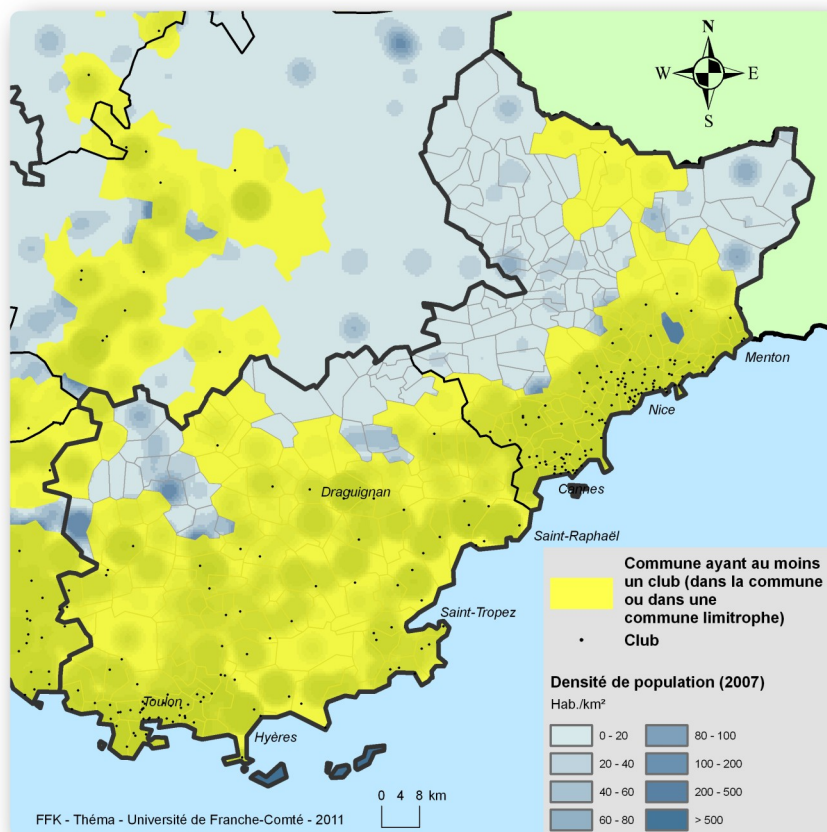 N
W E
S
Menton
Nice
Cannes
Draguignan
Saint-Raphaël
Saint-Tropez
Toulon
Hyères
Commune ayant au moins
un club (dans la commune
ou dans une
commune limitrophe)
Club
Densité de population (2007)
Hab./km²
0 - 20 80 - 100
20 - 40 100 - 200
40 - 60 200 - 500
60 - 80 > 500
0 4 8 km
FFK - Théma - Université de Franche-Comté - 2011